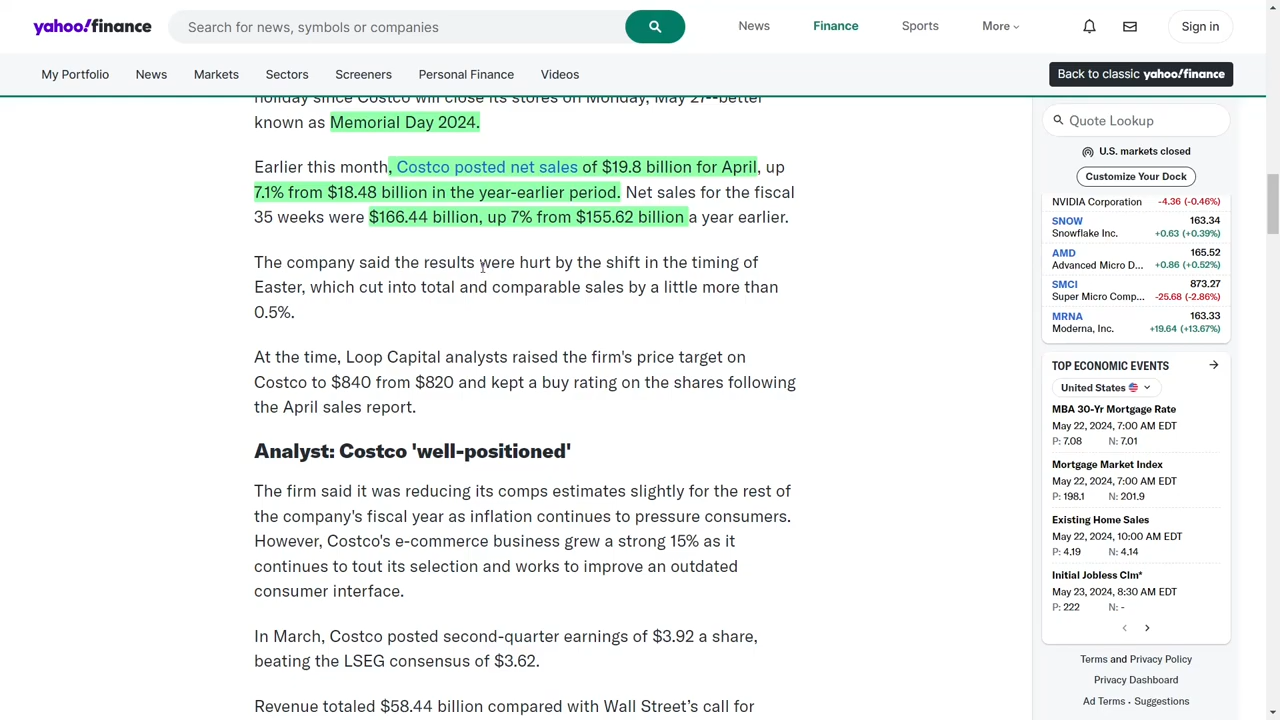 yahoo!finance
Search for news, symbols or companies
News
Finance
Sports
More
Sign in
My Portfolio
News
Markets
Sectors
Screeners
Personal Finance
Videos
Back to classic yahoo!finance
holiday since Costco will close its stores on Monday, May 27--better
known as Memorial Day 2024.
Earlier this month, Costco posted net sales of $19.8 billion for April, up
7.1% from $18.48 billion in the year-earlier period. Net sales for the fiscal
35 weeks were $166.44 billion, up 7% from $155.62 billion a year earlier.
The company said the results were hurt by the shift in the timing of
Easter, which cut into total and comparable sales by a little more than
0.5%.
At the time, Loop Capital analysts raised the firm's price target on
Costco to $840 from $820 and kept a buy rating on the shares following
the April sales report.
Analyst: Costco 'well-positioned'
The firm said it was reducing its comps estimates slightly for the rest of
the company's fiscal year as inflation continues to pressure consumers.
However, Costco's e-commerce business grew a strong 15% as it
continues to tout its selection and works to improve an outdated
consumer interface.
In March, Costco posted second-quarter earnings of $3.92 a share,
beating the LSEG consensus of $3.62.
Revenue totaled $58.44 billion compared with Wall Street’s call for
Quote Lookup
U.S. markets closed
Customize Your Dock
NVIDIA Corporation -4.36 (-0.46%)
SNOW 163.34
Snowflake Inc. +0.63 (+0.39%)
AMD 165.52
Advanced Micro D... +0.86 (+0.52%)
SMCI 873.27
Super Micro Comp... -25.68 (-2.86%)
MRNA 163.33
Moderna, Inc. +19.64 (+13.67%)
TOP ECONOMIC EVENTS
United States
MBA 30-Yr Mortgage Rate
May 22, 2024, 7:00 AM EDT
P: 7.08 N: 7.01
Mortgage Market Index
May 22, 2024, 7:00 AM EDT
P: 198.1 N: 201.9
Existing Home Sales
May 22, 2024, 10:00 AM EDT
P: 4.19 N: 4.14
Initial Jobless Clm*
May 23, 2024, 8:30 AM EDT
P: 222 N: -
Terms and Privacy Policy
Privacy Dashboard
Ad Terms • Suggestions